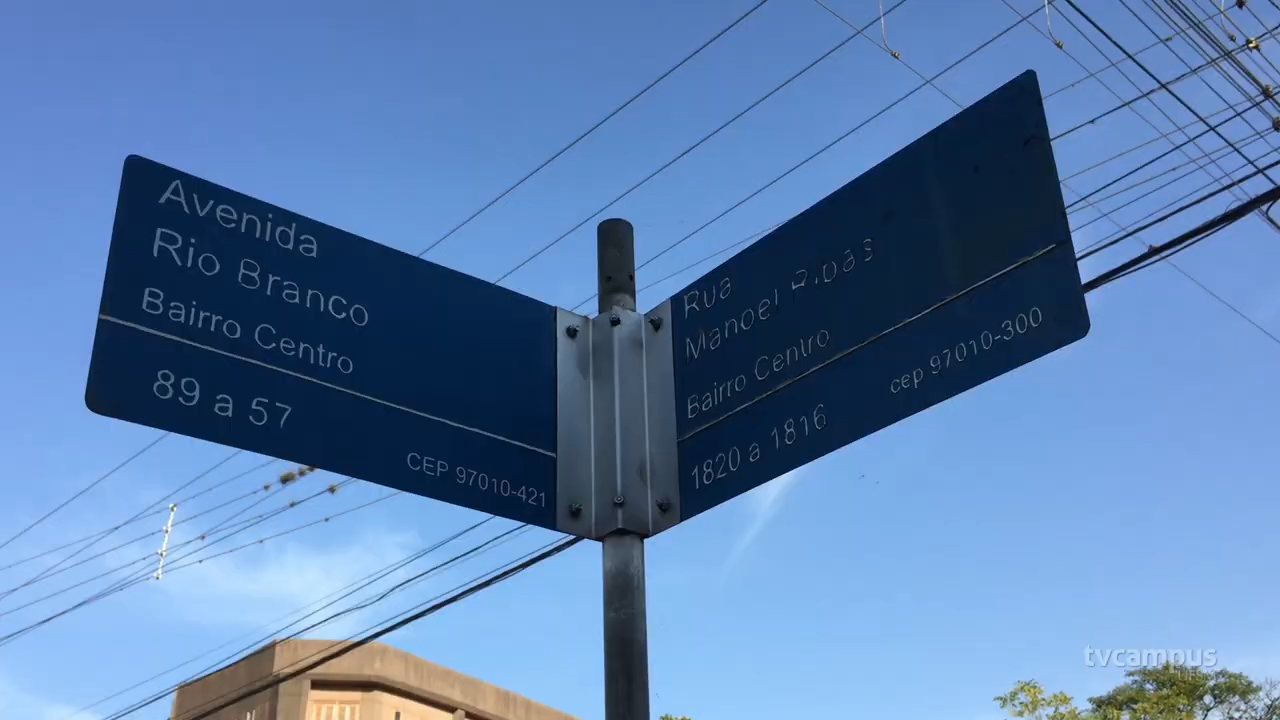 Avenida
Rio Branco
Bairro Centro
89 a 57
CEP 97010-421
Rua
Manoel Ribas
Bairro Centro
1820 a 1816
cep 97010-300
tvcampus